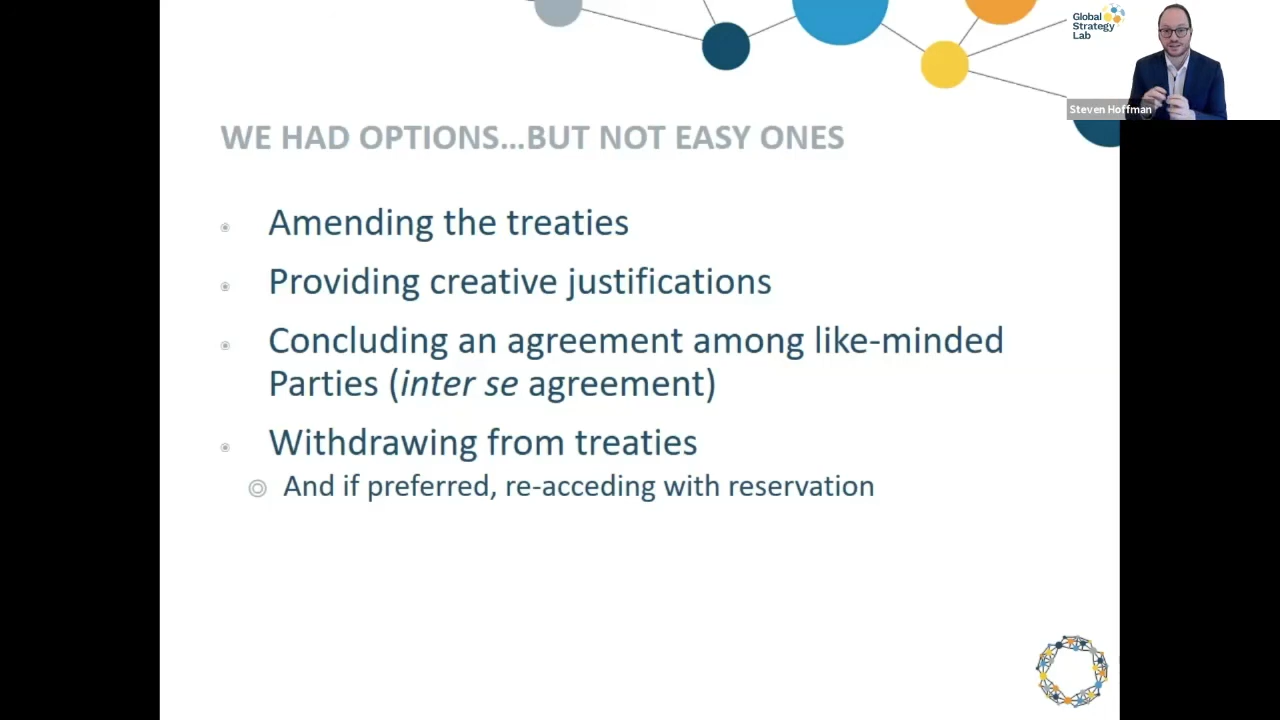 Global
Strategy
Lab
Steven Hoffman
WE HAD OPTIONS...BUT NOT EASY ONES
Amending the treaties
Providing creative justifications
Concluding an agreement among like-minded
Parties (inter se agreement)
Withdrawing from treaties
And if preferred, re-acceding with reservation